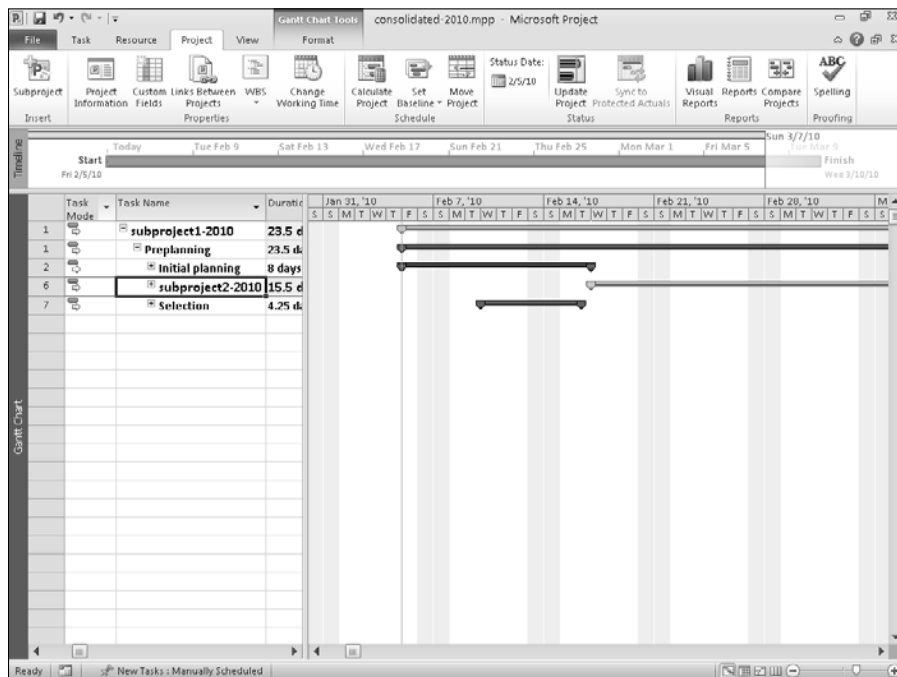 Gantt Chart Tools consolidated-2010.mpp - Microsoft Project
File Task Resource Project View Format
Subproject Project Information Custom Fields Links Between Projects WBS Change Working Time Calculate Project Set Baseline Move Project Status Date: 2/5/10 Update Project Sync to Protected Actuals Visual Reports Reports Compare Projects ABC Spelling
Insert Properties Schedule Status Reports Proofing
Timeline
Sun 3/7/10
Today Tue Feb 9 Sat Feb 13 Wed Feb 17 Sun Feb 21 Thu Feb 25 Mon Mar 1 Fri Mar 5 Tue Mar 9
Start Finish
Fri 2/5/10 Wed 3/10/10
Task Mode Task Name Duratic Jan 31, '10 Feb 7, '10 Feb 14, '10 Feb 21, '10 Feb 28, '10 M
S S M T W T F S S M T W T F S S M T W T F S S M T W T F S S M T W T F S S
1 subproject1-2010 23.5 d
1 Preplanning 23.5 da
2 Initial planning 8 days
6 subproject2-2010 15.5 d
7 Selection 4.25 da
Gantt Chart
Ready New Tasks : Manually Scheduled